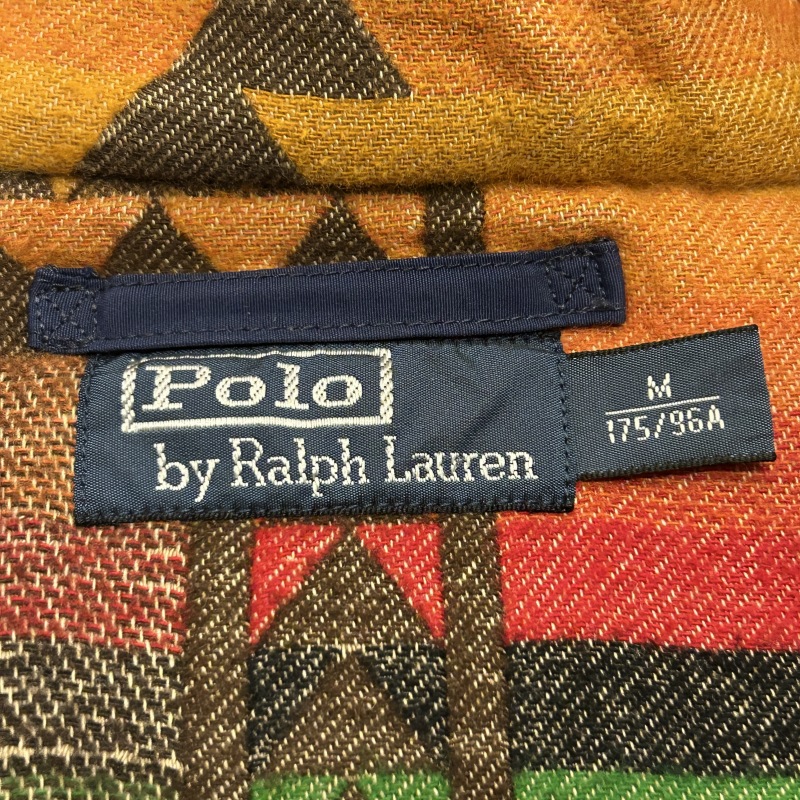 Polo
by Ralph Lauren
M
175/96A